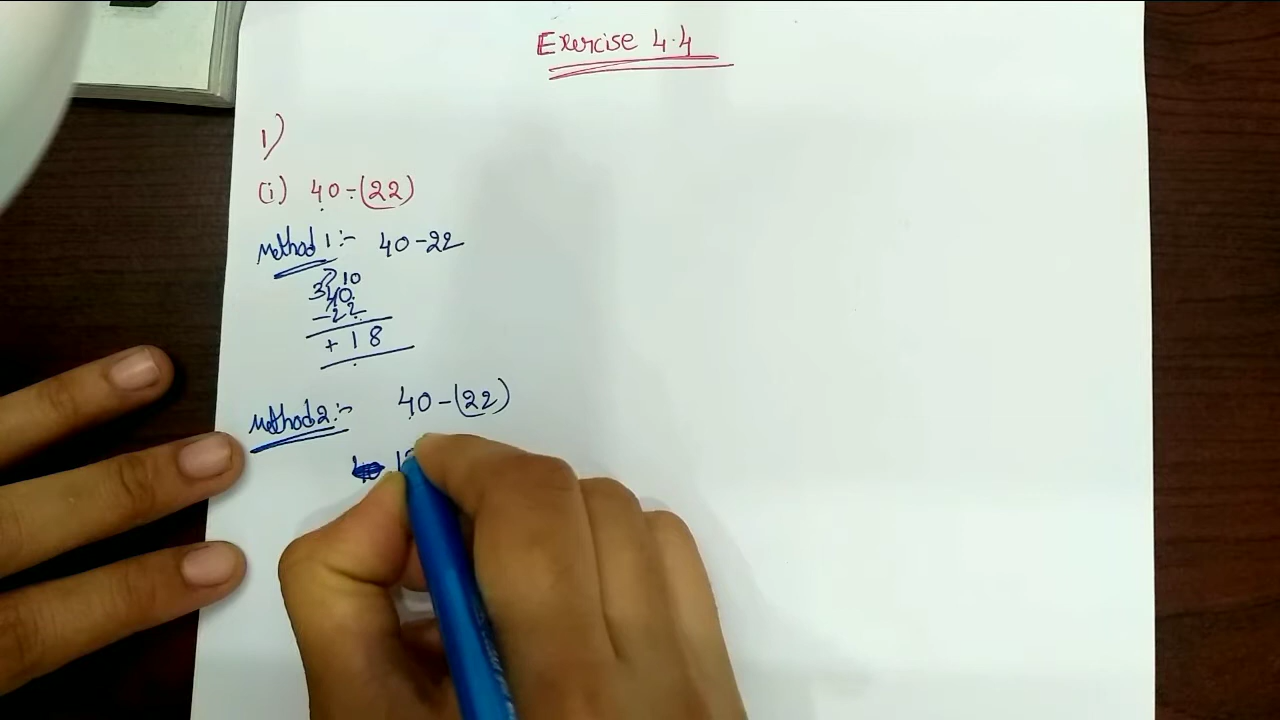 Exercise 4.4
1)
(i) 40-(22)
Method 1:- 40-22
3 10
40
-22
+18
Method 2:- 40-(22)